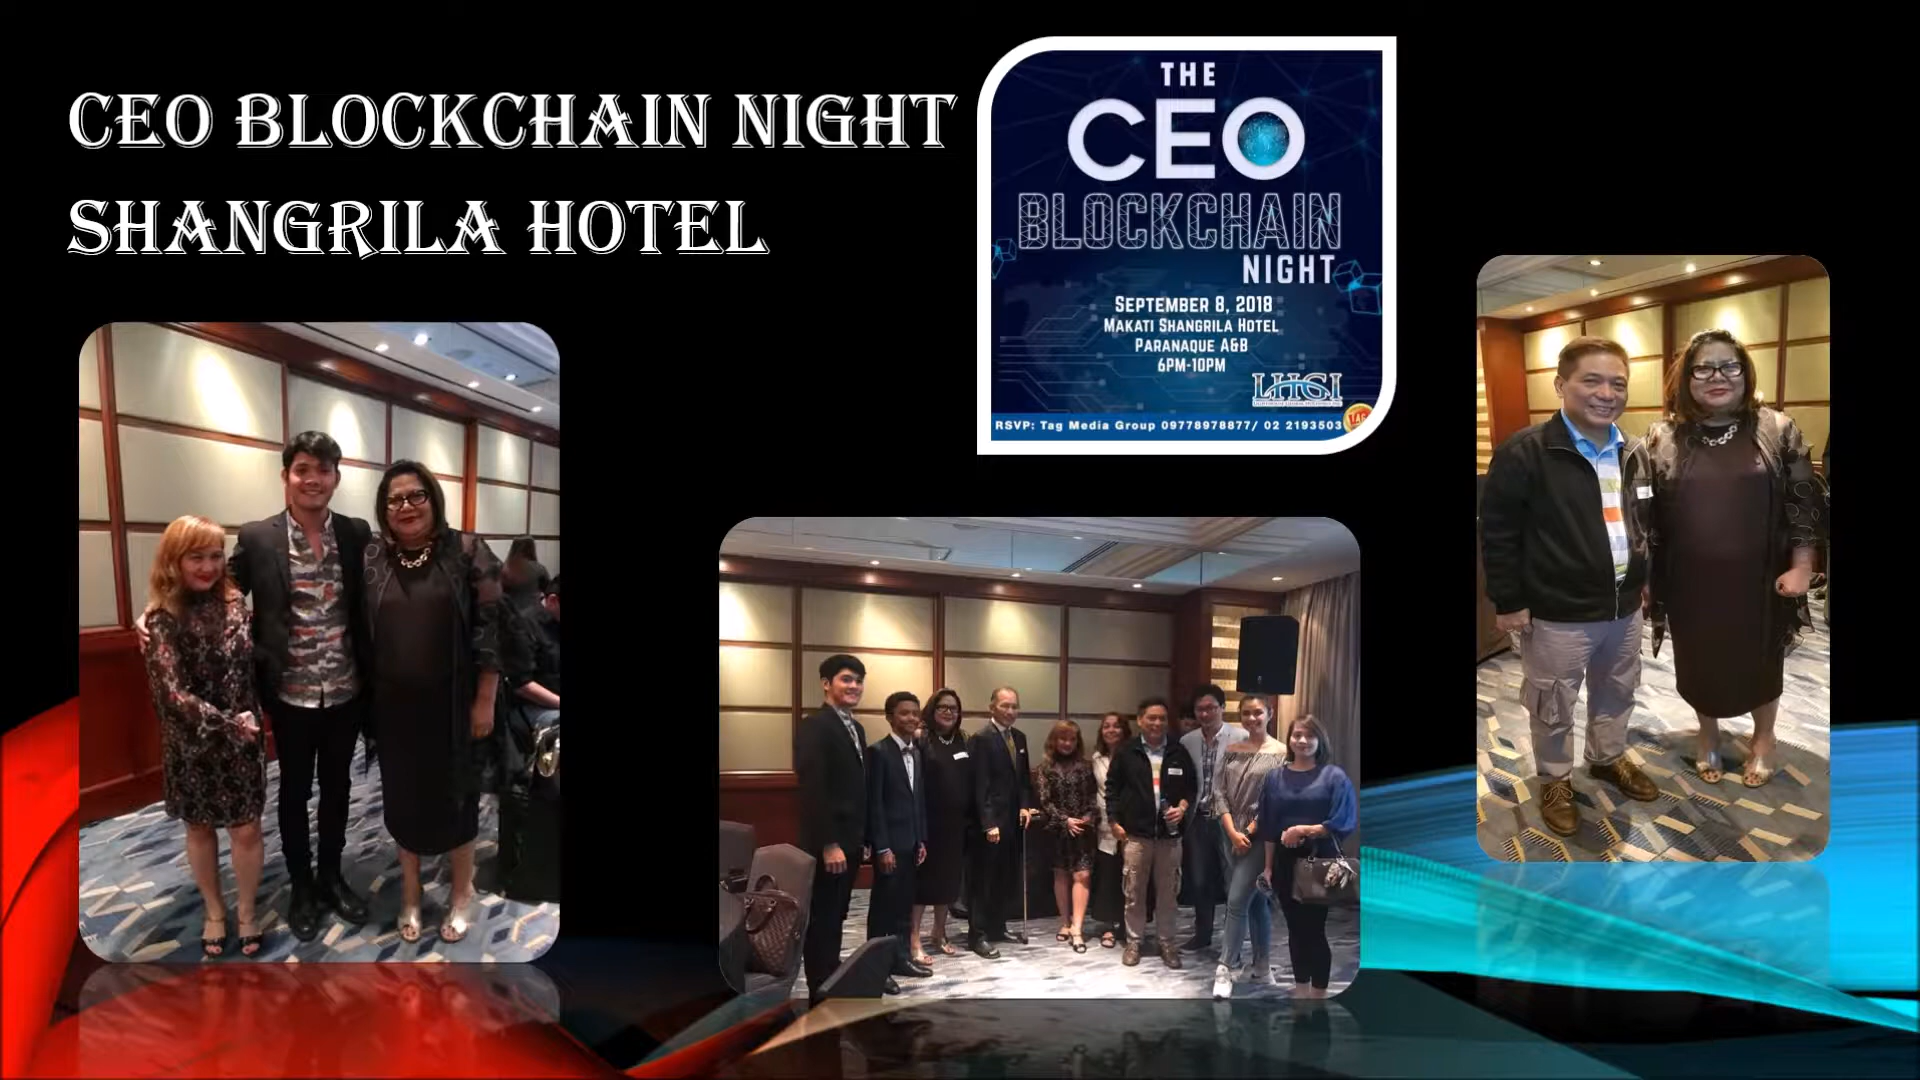 CEO BLOCKCHAIN NIGHT
SHANGRILA HOTEL
THE
CEO
BLOCKCHAIN
NIGHT
SEPTEMBER 8, 2018
MAKATI SHANGRILA HOTEL
PARANAQUE A&B
6PM-10PM
LHGI
RSVP: Tag Media Group 09778978877/ 02 2193503
TAG